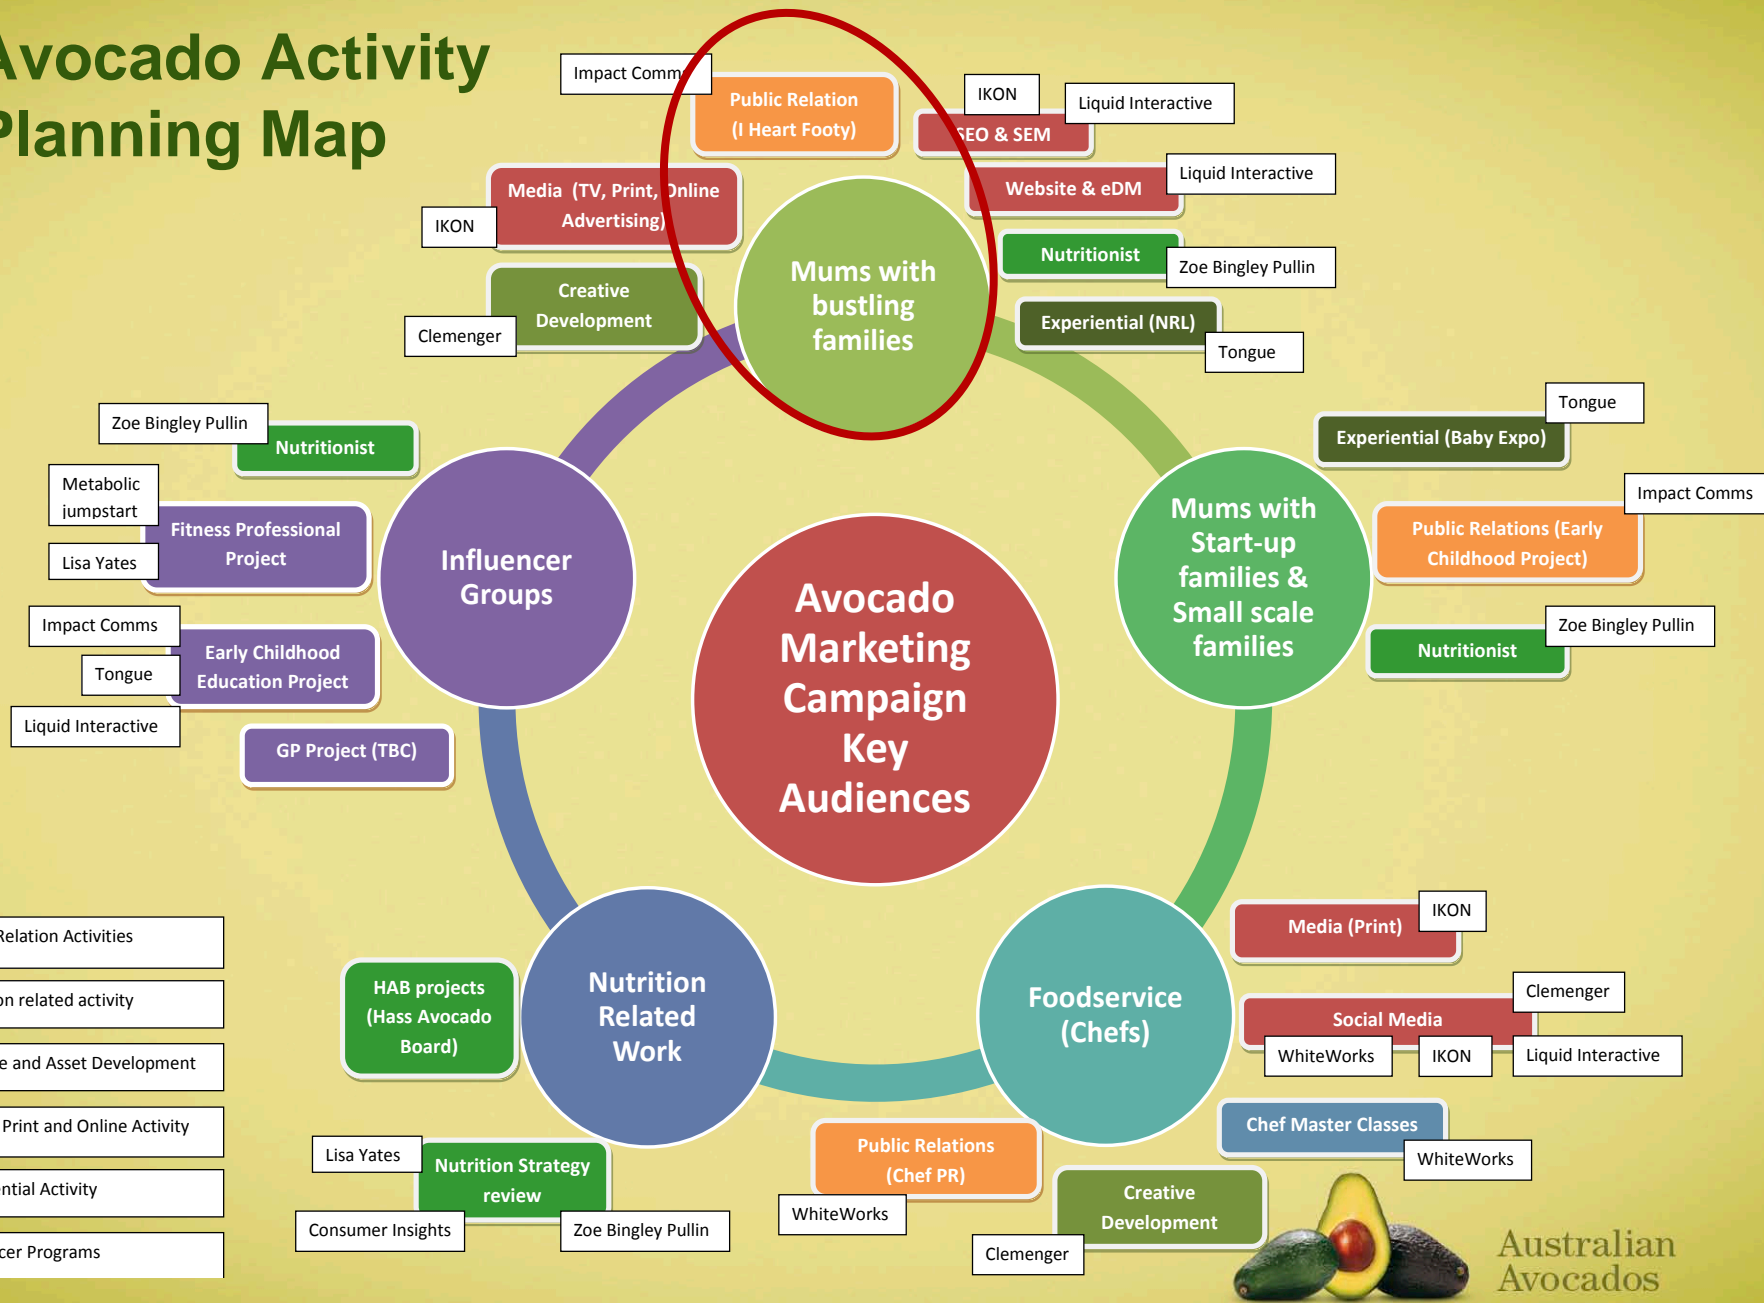 Avocado Activity
Planning Map
Impact Comms
Public Relation
(I Heart Footy)
IKON
Liquid Interactive
SEO & SEM
Media (TV, Print, Online
Advertising)
IKON
Website & eDM
Liquid Interactive
Creative
Development
Clemenger
Nutritionist
Zoe Bingley Pullin
Experiential (NRL)
Tongue
Mums with
bustling
families
Zoe Bingley Pullin
Nutritionist
Metabolic
jumpstart
Fitness Professional
Project
Lisa Yates
Impact Comms
Early Childhood
Education Project
Tongue
Liquid Interactive
GP Project (TBC)
Influencer
Groups
Avocado
Marketing
Campaign
Key
Audiences
Mums with
Start-up
families &
Small scale
families
Tongue
Experiential (Baby Expo)
Impact Comms
Public Relations (Early
Childhood Project)
Zoe Bingley Pullin
Nutritionist
Relation Activities
on related activity
e and Asset Development
Print and Online Activity
ntial Activity
cer Programs
HAB projects
(Hass Avocado
Board)
Nutrition
Related
Work
Lisa Yates
Nutrition Strategy
review
Consumer Insights
Zoe Bingley Pullin
Foodservice
(Chefs)
Media (Print)
IKON
Clemenger
Social Media
WhiteWorks
IKON
Liquid Interactive
Chef Master Classes
WhiteWorks
Public Relations
(Chef PR)
WhiteWorks
Creative
Development
Clemenger
Australian
Avocados